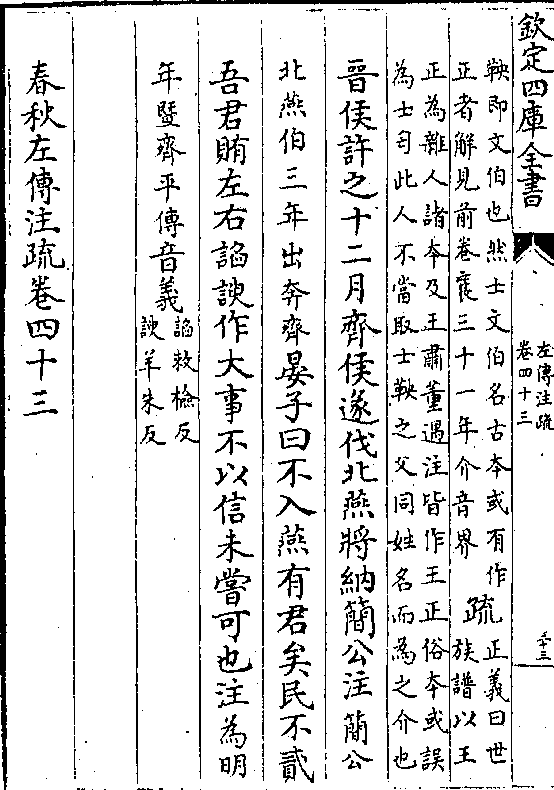 欽定四庫全書
左傳注疏
卷四十三
鞅即文伯也然士文伯名古本或有作
正者解見前卷襄三十一年介音界
疏
正義曰世
族譜以王
正為雜人諸本及王肅董遇注皆作王正俗本或誤
為士匄此人不當取士鞅之父同姓名而為之介也
晉侯許之十二月齊侯遂伐北燕將納簡公注簡公
北燕伯三年出奔齊晏子曰不入燕有君矣民不貳
吾君賄左右謟諛作大事不以信未嘗可也注為明
年暨齊平傳音義
謟敕檢反
諛羊朱反
春秋左傳注疏卷四十三